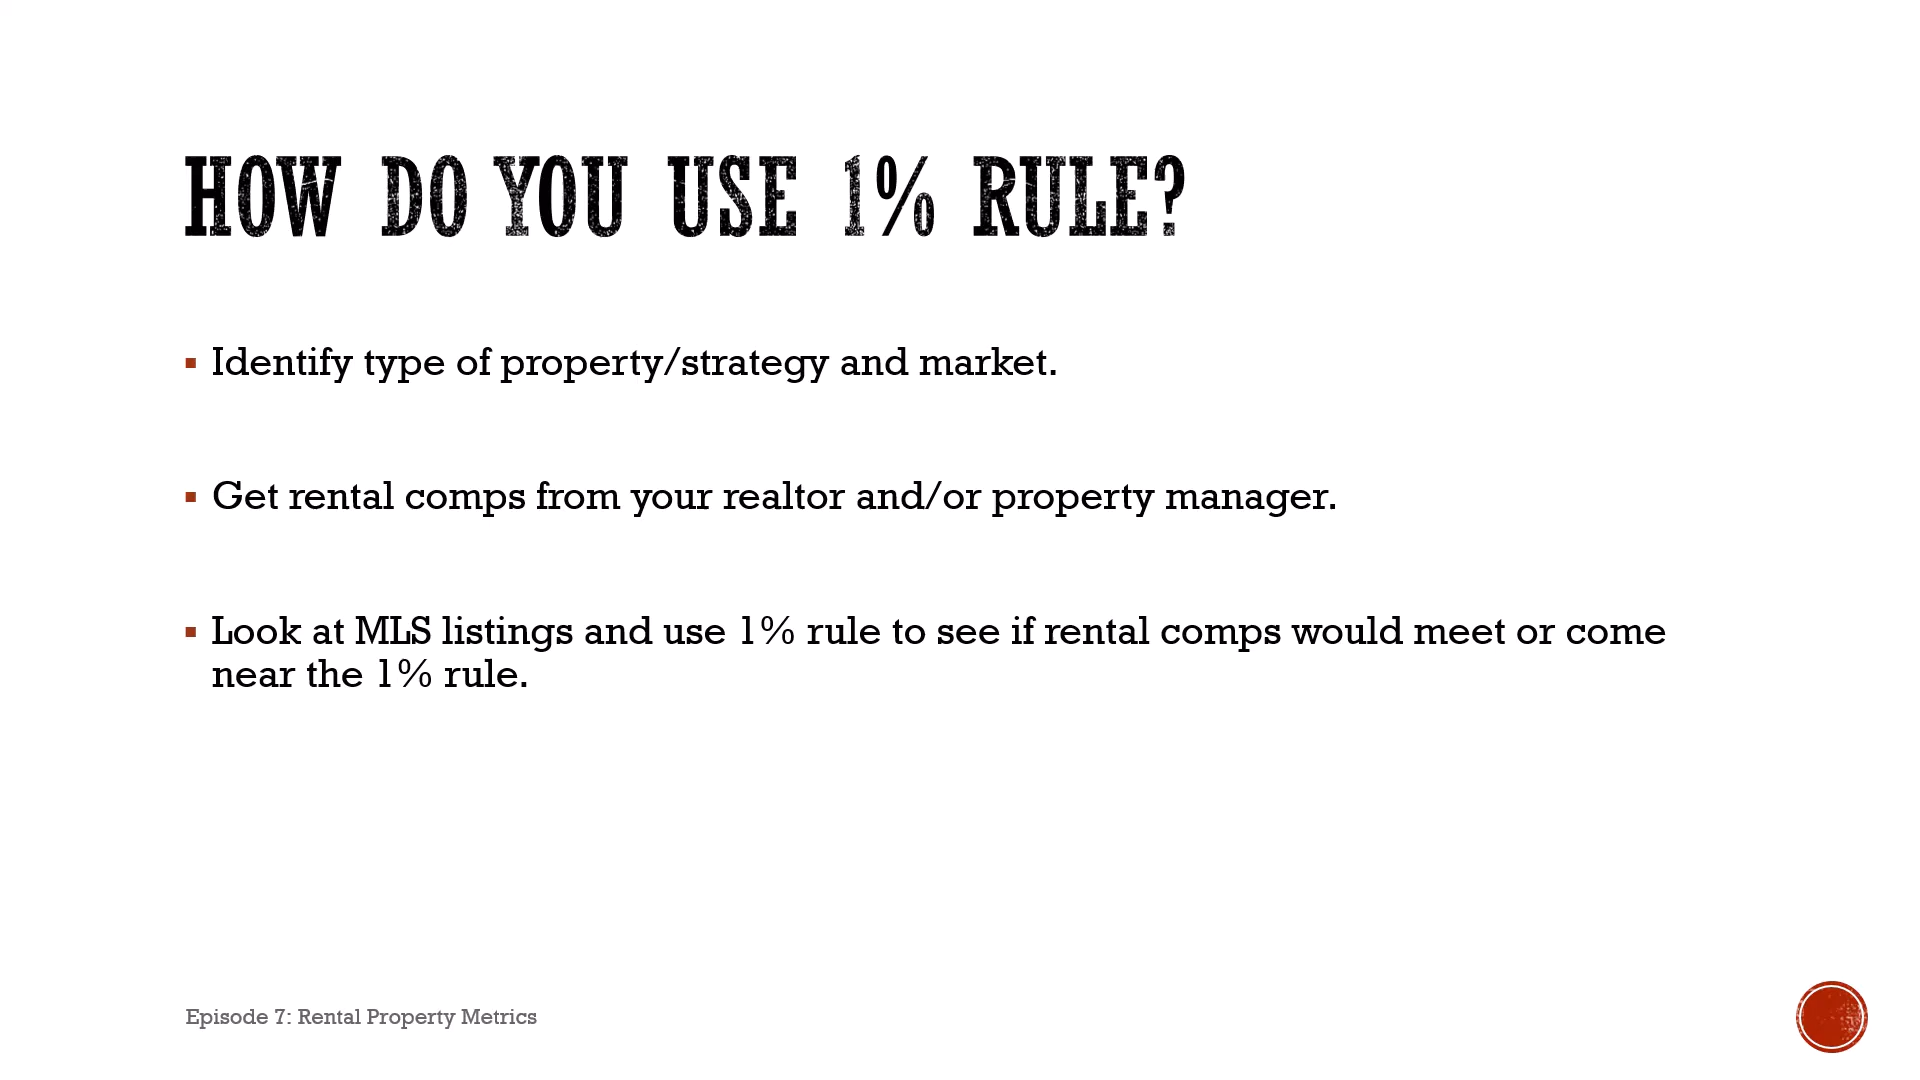 HOW DO YOU USE 1% RULE?
▪ Identify type of property/strategy and market.
▪ Get rental comps from your realtor and/or property manager.
▪ Look at MLS listings and use 1% rule to see if rental comps would meet or come
near the 1% rule.
Episode 7: Rental Property Metrics